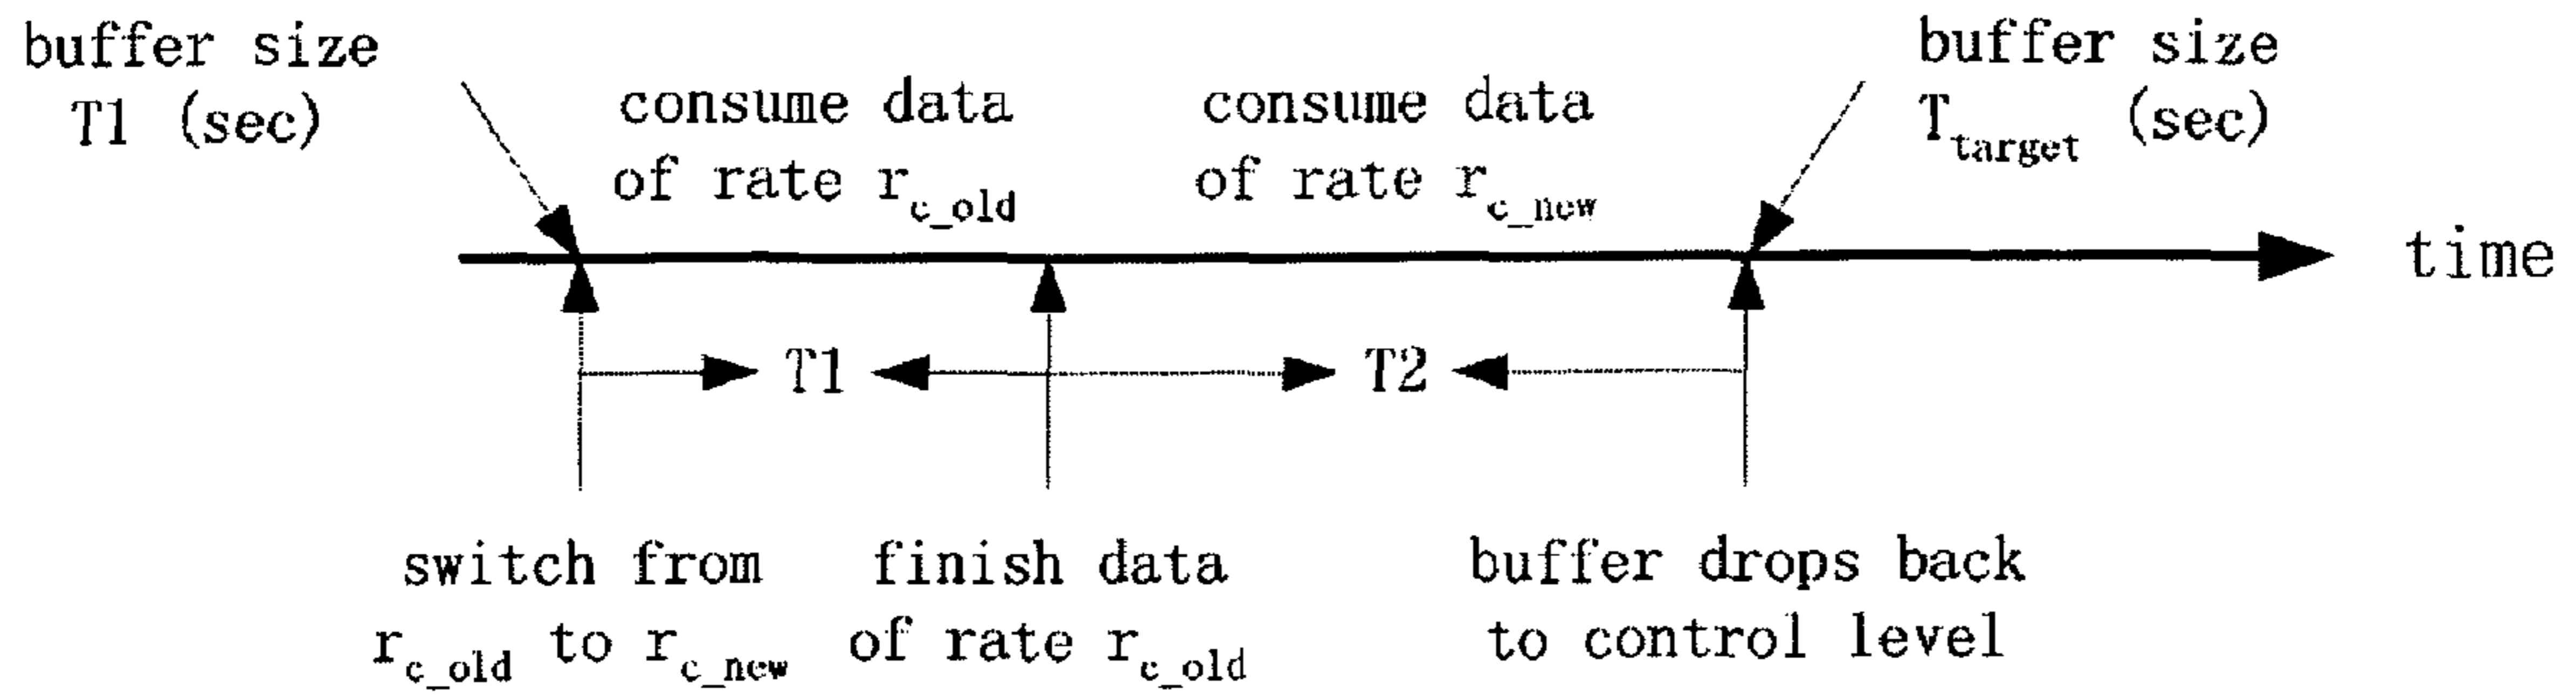 buffer size
T1 (sec)
consume data
of rate r_c_old
consume data
of rate r_c_new
buffer size
T_target (sec)
time
T1
T2
switch from
r_c_old to r_c_new
finish data
of rate r_c_old
buffer drops back
to control level